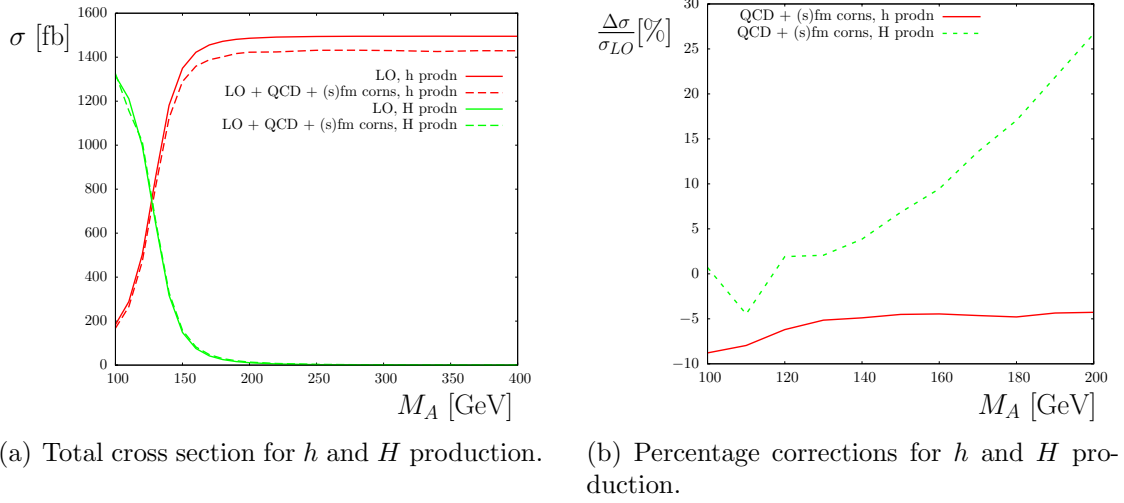 σ [fb]
1600
1400
1200
1000
800
600
400
200
0
LO, h prodn
LO + QCD + (s)fm corns, h prodn
LO, H prodn
LO + QCD + (s)fm corns, H prodn
100 150 200 250 300 350 400
M_A [GeV]
(a) Total cross section for h and H production.
Δσ/σ_LO [%]
30
25
20
15
10
5
0
−5
−10
QCD + (s)fm corns, h prodn
QCD + (s)fm corns, H prodn
100 120 140 160 180 200
M_A [GeV]
(b) Percentage corrections for h and H pro-
duction.